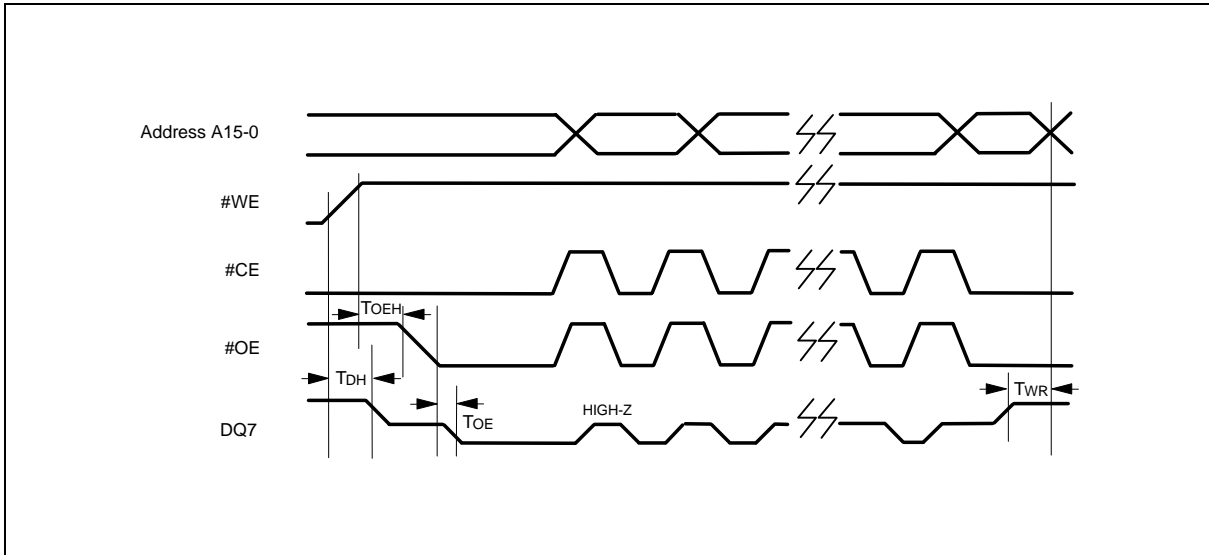 Address A15-0
#WE
#CE
TOEH
#OE
TDH
TWR
TOE
HIGH-Z
DQ7